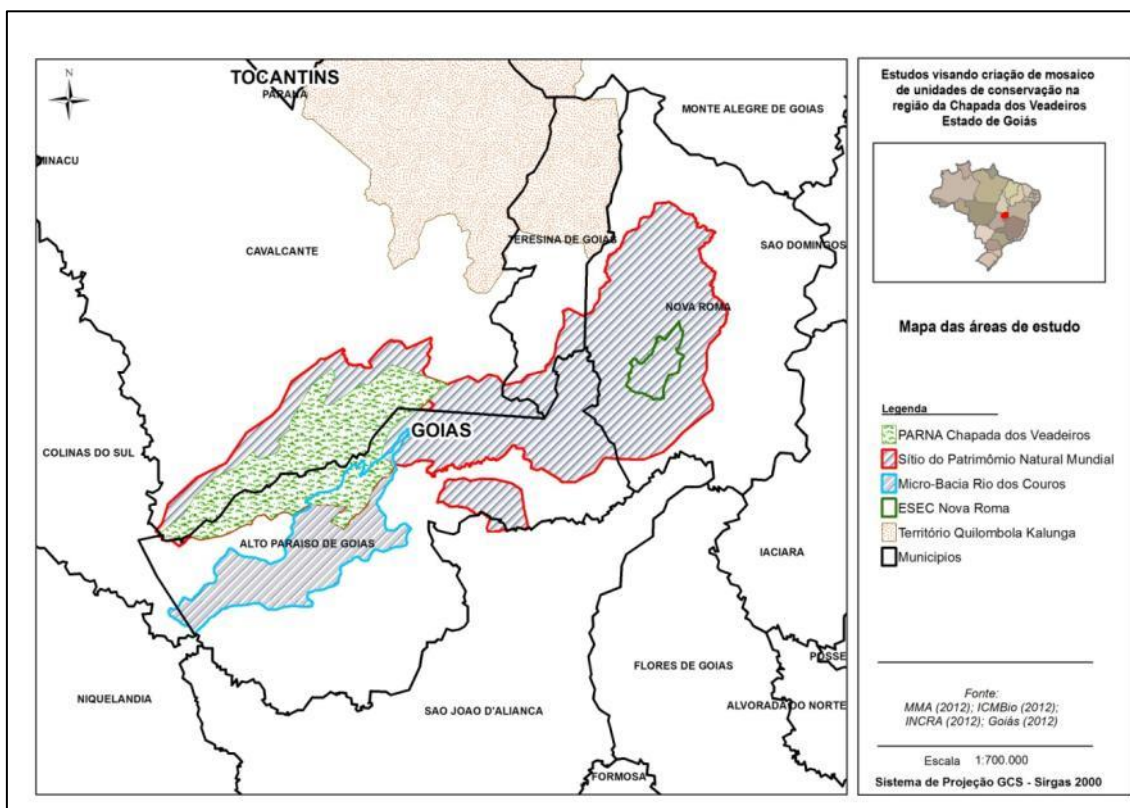 N
TOCANTINS
PARANA
MONTE ALEGRE DE GOIAS
MINACU
CAVALCANTE
TERESINA DE GOIAS
SAO DOMINGOS
NOVA ROMA
GOIAS
COLINAS DO SUL
ALTO PARAISO DE GOIAS
IACIARA
FLORES DE GOIAS
POSSE
NIQUELANDIA
SAO JOAO D'ALIANCA
ALVORADA DO NORTE
FORMOSA
Estudos visando criação de mosaico
de unidades de conservação na
região da Chapada dos Veadeiros
Estado de Goiás
Mapa das áreas de estudo
Legenda
PARNA Chapada dos Veadeiros
Sítio do Patrimômio Natural Mundial
Micro-Bacia Rio dos Couros
ESEC Nova Roma
Território Quilombola Kalunga
Municipios
Fonte:
MMA (2012); ICMBio (2012);
INCRA (2012); Goiás (2012)
Escala 1:700.000
Sistema de Projeção GCS - Sirgas 2000